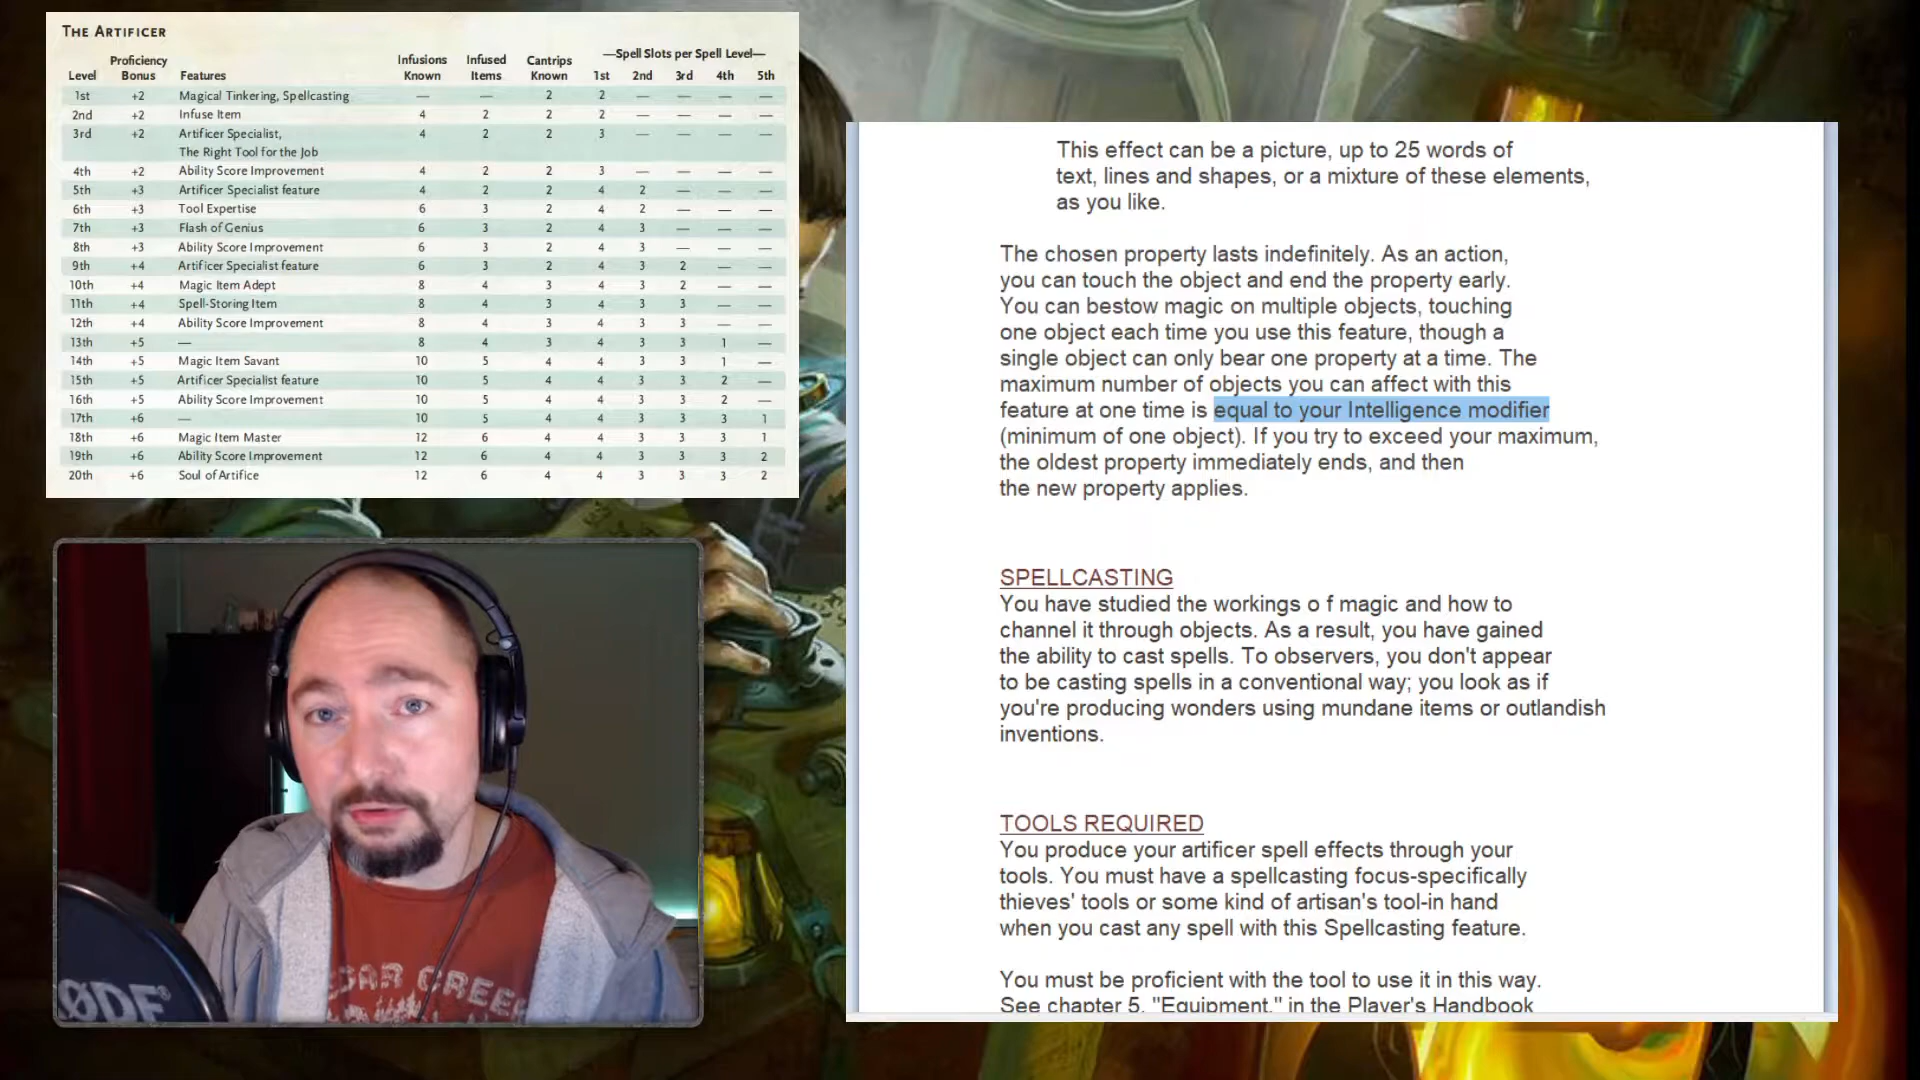 THE ARTIFICER
—Spell Slots per Spell Level—
Proficiency Infusions Infused Cantrips
Level Bonus Features Known Items Known 1st 2nd 3rd 4th 5th
1st +2 Magical Tinkering, Spellcasting — — 2 2 — — — —
2nd +2 Infuse Item 4 2 2 2 — — — —
3rd +2 Artificer Specialist, 4 2 2 3 — — — —
The Right Tool for the Job
4th +2 Ability Score Improvement 4 2 2 3 — — — —
5th +3 Artificer Specialist feature 4 2 2 4 2 — — —
6th +3 Tool Expertise 6 3 2 4 2 — — —
7th +3 Flash of Genius 6 3 2 4 3 — — —
8th +3 Ability Score Improvement 6 3 2 4 3 — — —
9th +4 Artificer Specialist feature 6 3 2 4 3 2 — —
10th +4 Magic Item Adept 8 4 3 4 3 2 — —
11th +4 Spell-Storing Item 8 4 3 4 3 3 — —
12th +4 Ability Score Improvement 8 4 3 4 3 3 — —
13th +5 — 8 4 3 4 3 3 1 —
14th +5 Magic Item Savant 10 5 4 4 3 3 1 —
15th +5 Artificer Specialist feature 10 5 4 4 3 3 2 —
16th +5 Ability Score Improvement 10 5 4 4 3 3 2 —
17th +6 — 10 5 4 4 3 3 3 1
18th +6 Magic Item Master 12 6 4 4 3 3 3 1
19th +6 Ability Score Improvement 12 6 4 4 3 3 3 2
20th +6 Soul of Artifice 12 6 4 4 3 3 3 2
This effect can be a picture, up to 25 words of
text, lines and shapes, or a mixture of these elements,
as you like.
The chosen property lasts indefinitely. As an action,
you can touch the object and end the property early.
You can bestow magic on multiple objects, touching
one object each time you use this feature, though a
single object can only bear one property at a time. The
maximum number of objects you can affect with this
feature at one time is equal to your Intelligence modifier
(minimum of one object). If you try to exceed your maximum,
the oldest property immediately ends, and then
the new property applies.
SPELLCASTING
You have studied the workings o f magic and how to
channel it through objects. As a result, you have gained
the ability to cast spells. To observers, you don't appear
to be casting spells in a conventional way; you look as if
you're producing wonders using mundane items or outlandish
inventions.
TOOLS REQUIRED
You produce your artificer spell effects through your
tools. You must have a spellcasting focus-specifically
thieves' tools or some kind of artisan's tool-in hand
when you cast any spell with this Spellcasting feature.
You must be proficient with the tool to use it in this way.
See chapter 5, "Equipment," in the Player's Handbook
CREEK
RØDE®